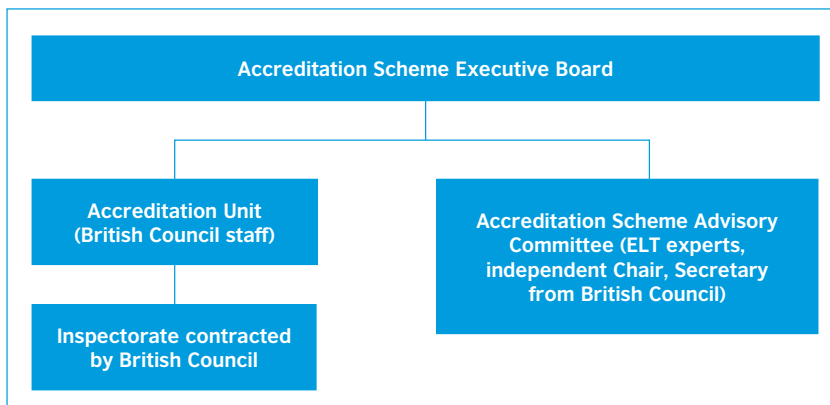 Accreditation Scheme Executive Board
Accreditation Unit
(British Council staff)
Accreditation Scheme Advisory
Committee (ELT experts,
independent Chair, Secretary
from British Council)
Inspectorate contracted
by British Council